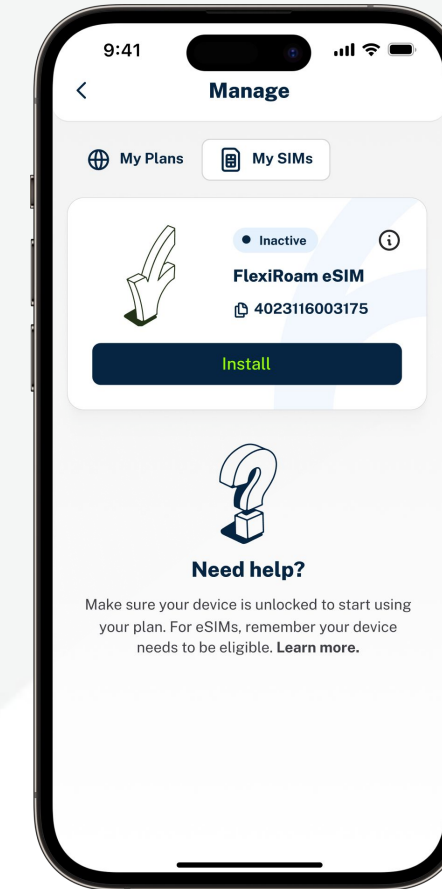 9:41
Manage
My Plans
My SIMs
Inactive
FlexiRoam eSIM
4023116003175
Install
Need help?
Make sure your device is unlocked to start using
your plan. For eSIMs, remember your device
needs to be eligible. Learn more.